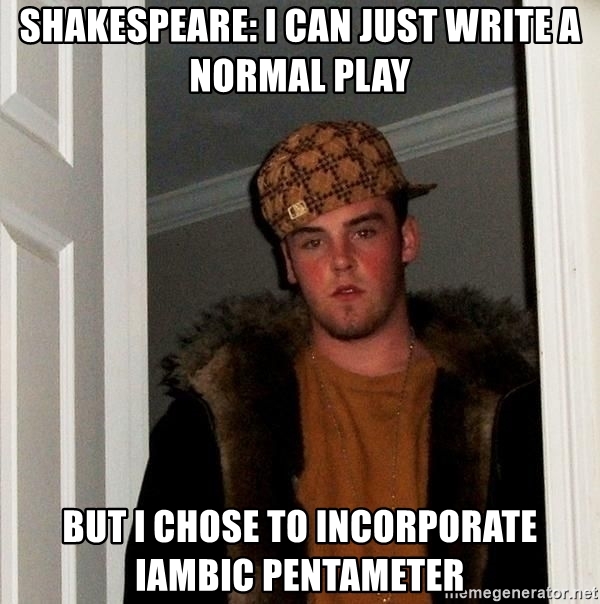 SHAKESPEARE: I CAN JUST WRITE A
NORMAL PLAY
BUT I CHOSE TO INCORPORATE
IAMBIC PENTAMETER
memegenerator.net